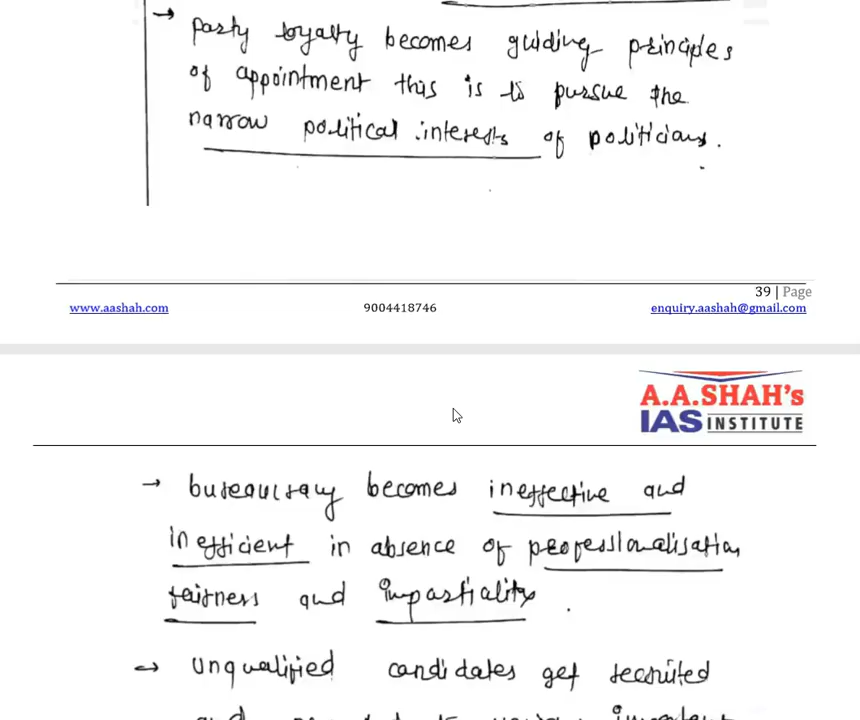 → party loyalty becomes guiding principles
of appointment this is to pursue the
narrow political interests of politicians.
39 | Page
www.aashah.com 9004418746 enquiry.aashah@gmail.com
A.A.SHAH's
IAS INSTITUTE
→ bureaucracy becomes ineffective and
inefficient in absence of professionalisation,
fairness and impartiality.
→ unqualified candidates get recruited
and